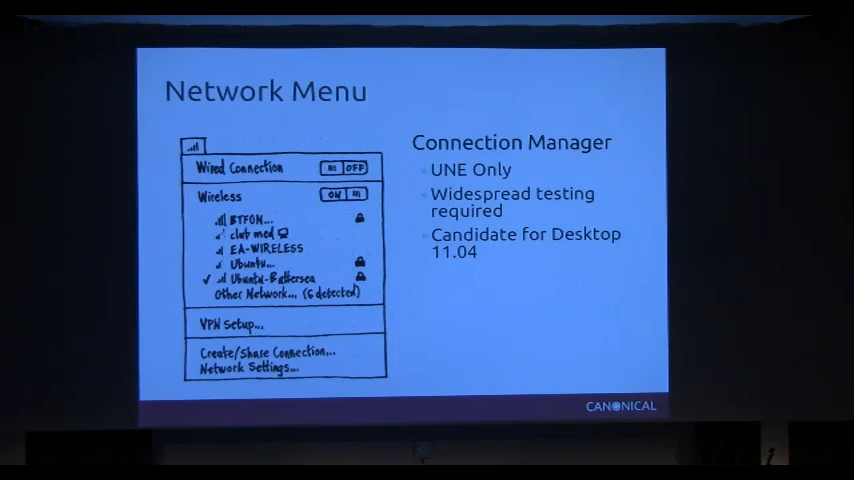 Network Menu
Wired Connection OFF
Wireless ON
BTFON...
club med
EA-WIRELESS
Ubuntu...
Ubuntu-Battersea
Other Network... (6 detected)
VPN Setup...
Create/Share Connection...
Network Settings...
Connection Manager
UNE Only
Widespread testing
required
Candidate for Desktop
11.04
CANONICAL